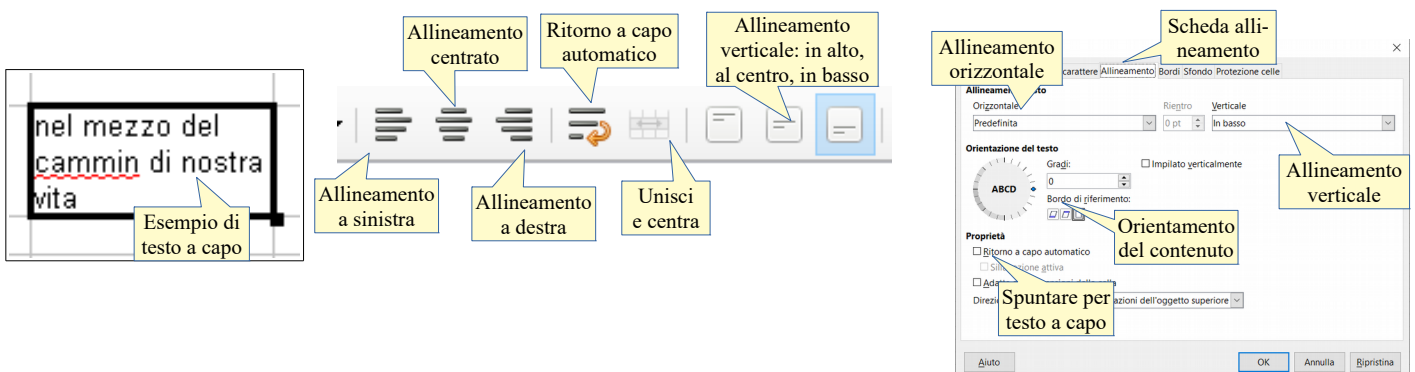 nel mezzo del
cammin di nostra
vita
Esempio di
testo a capo
Allineamento
centrato
Ritorno a capo
automatico
Allineamento
verticale: in alto,
al centro, in basso
Allineamento
a sinistra
Allineamento
a destra
Unisci
e centra
Scheda alli-
neamento
Allineamento
orizzontale
carattere Allineamento Bordi Sfondo Protezione celle
Orizzontale Rientro Verticale
Predefinita 0 pt In basso
Allineamento
verticale
Orientazione del testo
Gradi: Impilato verticalmente
ABCD
0
Bordo di riferimento:
Orientamento
del contenuto
Proprietà
Ritorno a capo automatico
attiva
Spuntare per
testo a capo
dell'oggetto superiore
Aiuto OK Annulla Ripristina